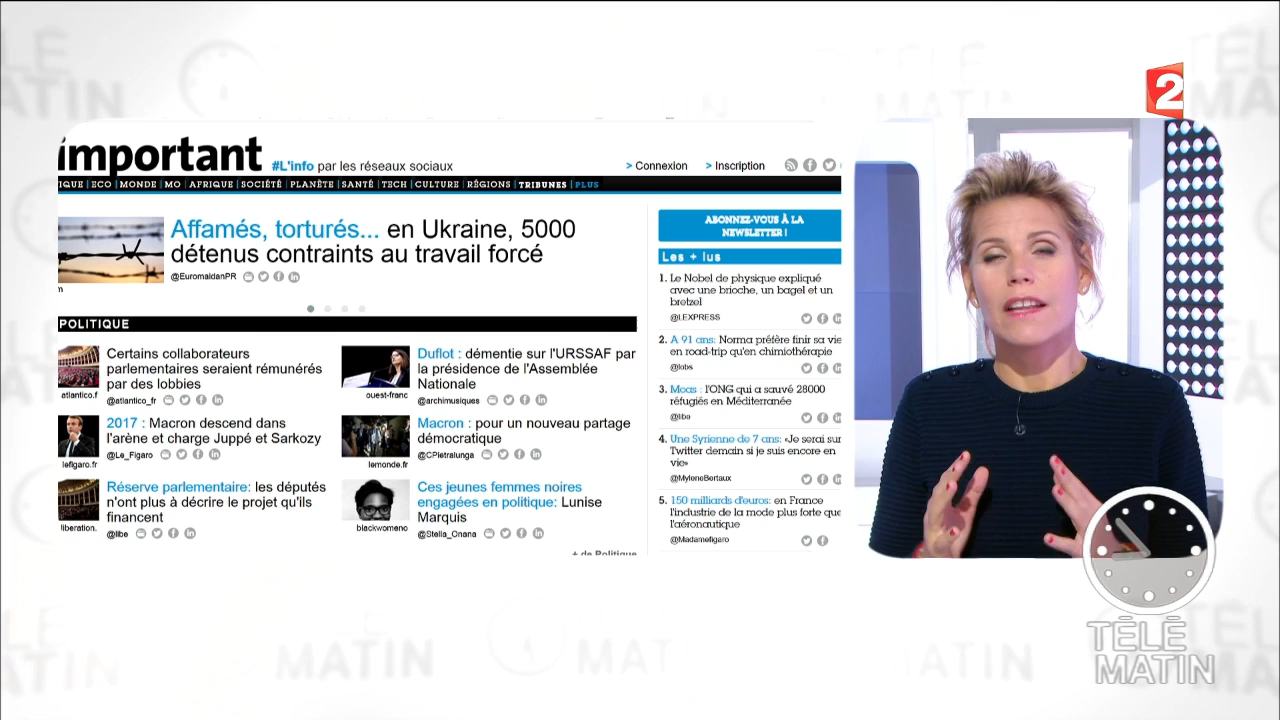 2
important
#L'info par les réseaux sociaux
> Connexion > Inscription
IQUE | ECO | MONDE | MO | AFRIQUE | SOCIÉTÉ | PLANÈTE | SANTÉ | TECH | CULTURE | RÉGIONS | TRIBUNES | PLUS
Affamés, torturés... en Ukraine, 5000
détenus contraints au travail forcé
@EuromaidanPR
POLITIQUE
Certains collaborateurs
parlementaires seraient rémunérés
par des lobbies
atlantico.f
@atlantico_fr
2017 : Macron descend dans
l'arène et charge Juppé et Sarkozy
@Le_Figaro
lefigaro.fr
Réserve parlementaire: les députés
n'ont plus à décrire le projet qu'ils
financent
liberation.
@libe
Duflot : démentie sur l'URSSAF par
la présidence de l'Assemblée
Nationale
ouest-franc
@archimusiques
Macron : pour un nouveau partage
démocratique
@CPietralunga
lemonde.fr
Ces jeunes femmes noires
engagées en politique: Lunise
Marquis
blackwomeno
@Stella_Onana
+ de Politique
ABONNEZ-VOUS À LA
NEWSLETTER !
Les + lus
1. Le Nobel de physique expliqué
avec une brioche, un bagel et un
bretzel
@LEXPRESS
2. A 91 ans: Norma préfère finir sa vie
en road-trip qu'en chimiothérapie
@lobs
3. Moas : l'ONG qui a sauvé 28000
réfugiés en Méditerranée
@libe
4. Une Syrienne de 7 ans: «Je serai sur
Twitter demain si je suis encore en
vie»
@MyleneBertaux
5. 150 milliards d'euros: en France
l'industrie de la mode plus forte que
l'aéronautique
@Madamefigaro
TÉLÉ
MATIN